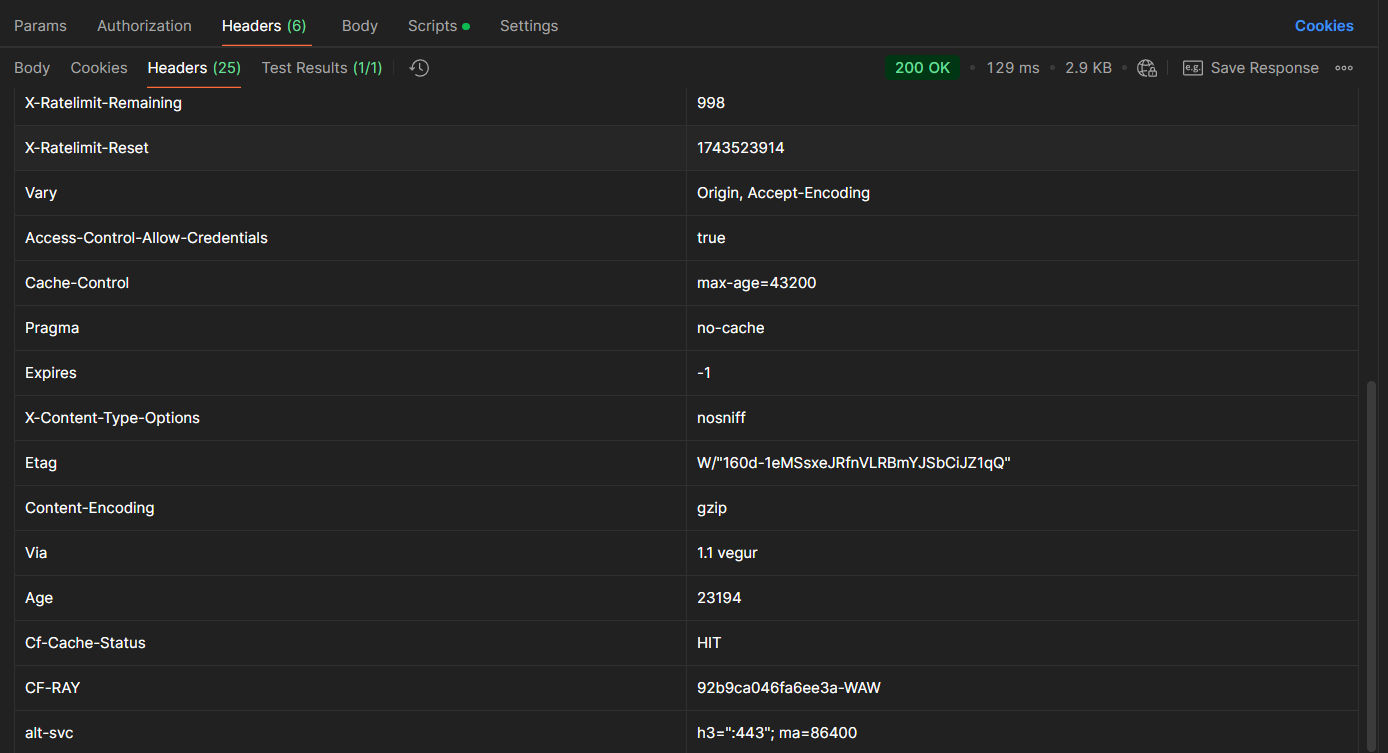 Params Authorization Headers (6) Body Scripts Settings Cookies
Body Cookies Headers (25) Test Results (1/1) 200 OK 129 ms 2.9 KB e.g. Save Response
X-Ratelimit-Remaining 998
X-Ratelimit-Reset 1743523914
Vary Origin, Accept-Encoding
Access-Control-Allow-Credentials true
Cache-Control max-age=43200
Pragma no-cache
Expires -1
X-Content-Type-Options nosniff
Etag W/"160d-1eMSsxeJRfnVLRBmYJSbCiJZ1qQ"
Content-Encoding gzip
Via 1.1 vegur
Age 23194
Cf-Cache-Status HIT
CF-RAY 92b9ca046fa6ee3a-WAW
alt-svc h3=":443"; ma=86400